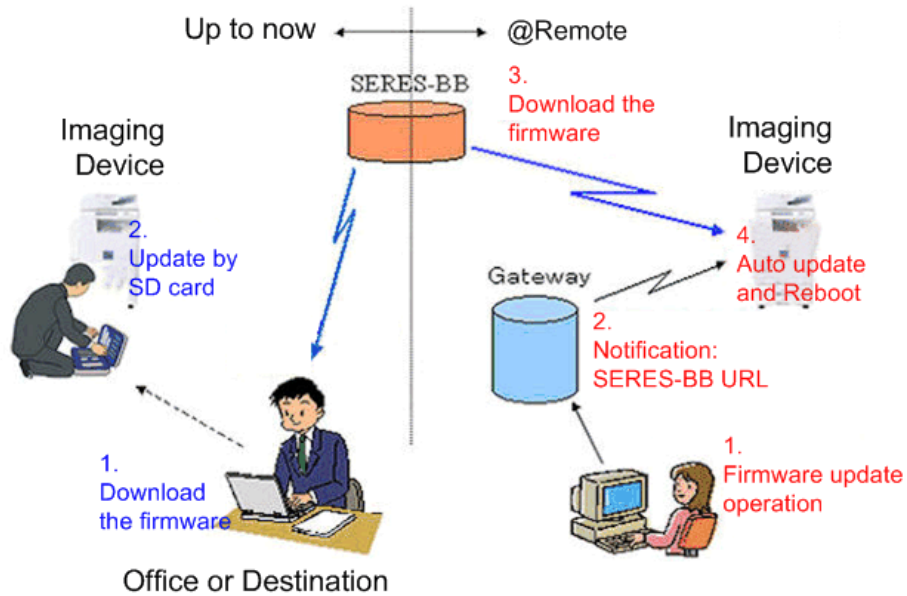 Up to now
@Remote
SERES-BB
3.
Download the
firmware
Imaging
Device
Imaging
Device
2.
Update by
SD card
4.
Auto update
and Reboot
Gateway
2.
Notification:
SERES-BB URL
1.
Download
the firmware
1.
Firmware update
operation
Office or Destination